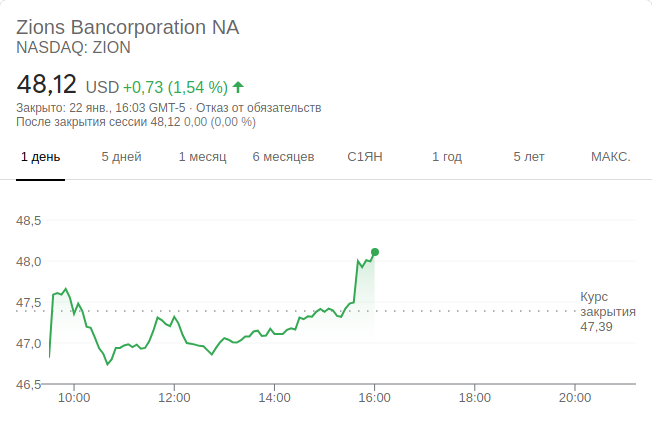 Zions Bancorporation NA
NASDAQ: ZION
48,12 USD +0,73 (1,54 %)
Закрыто: 22 янв., 16:03 GMT-5 · Отказ от обязательств
После закрытия сессии 48,12 0,00 (0,00 %)
1 день 5 дней 1 месяц 6 месяцев С1ЯН 1 год 5 лет МАКС.
48,5
48,0
47,5
47,0
46,5
Курс
закрытия
47,39
10:00 12:00 14:00 16:00 18:00 20:00